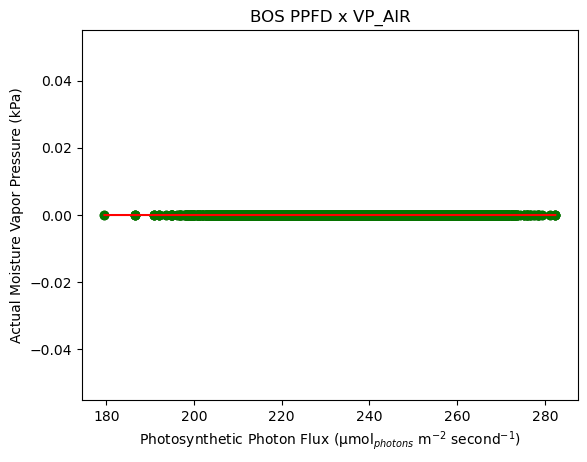 BOS PPFD x VP_AIR
Actual Moisture Vapor Pressure (kPa)
0.04
0.02
0.00
−0.02
−0.04
180 200 220 240 260 280
Photosynthetic Photon Flux (μmol_photons m⁻² second⁻¹)